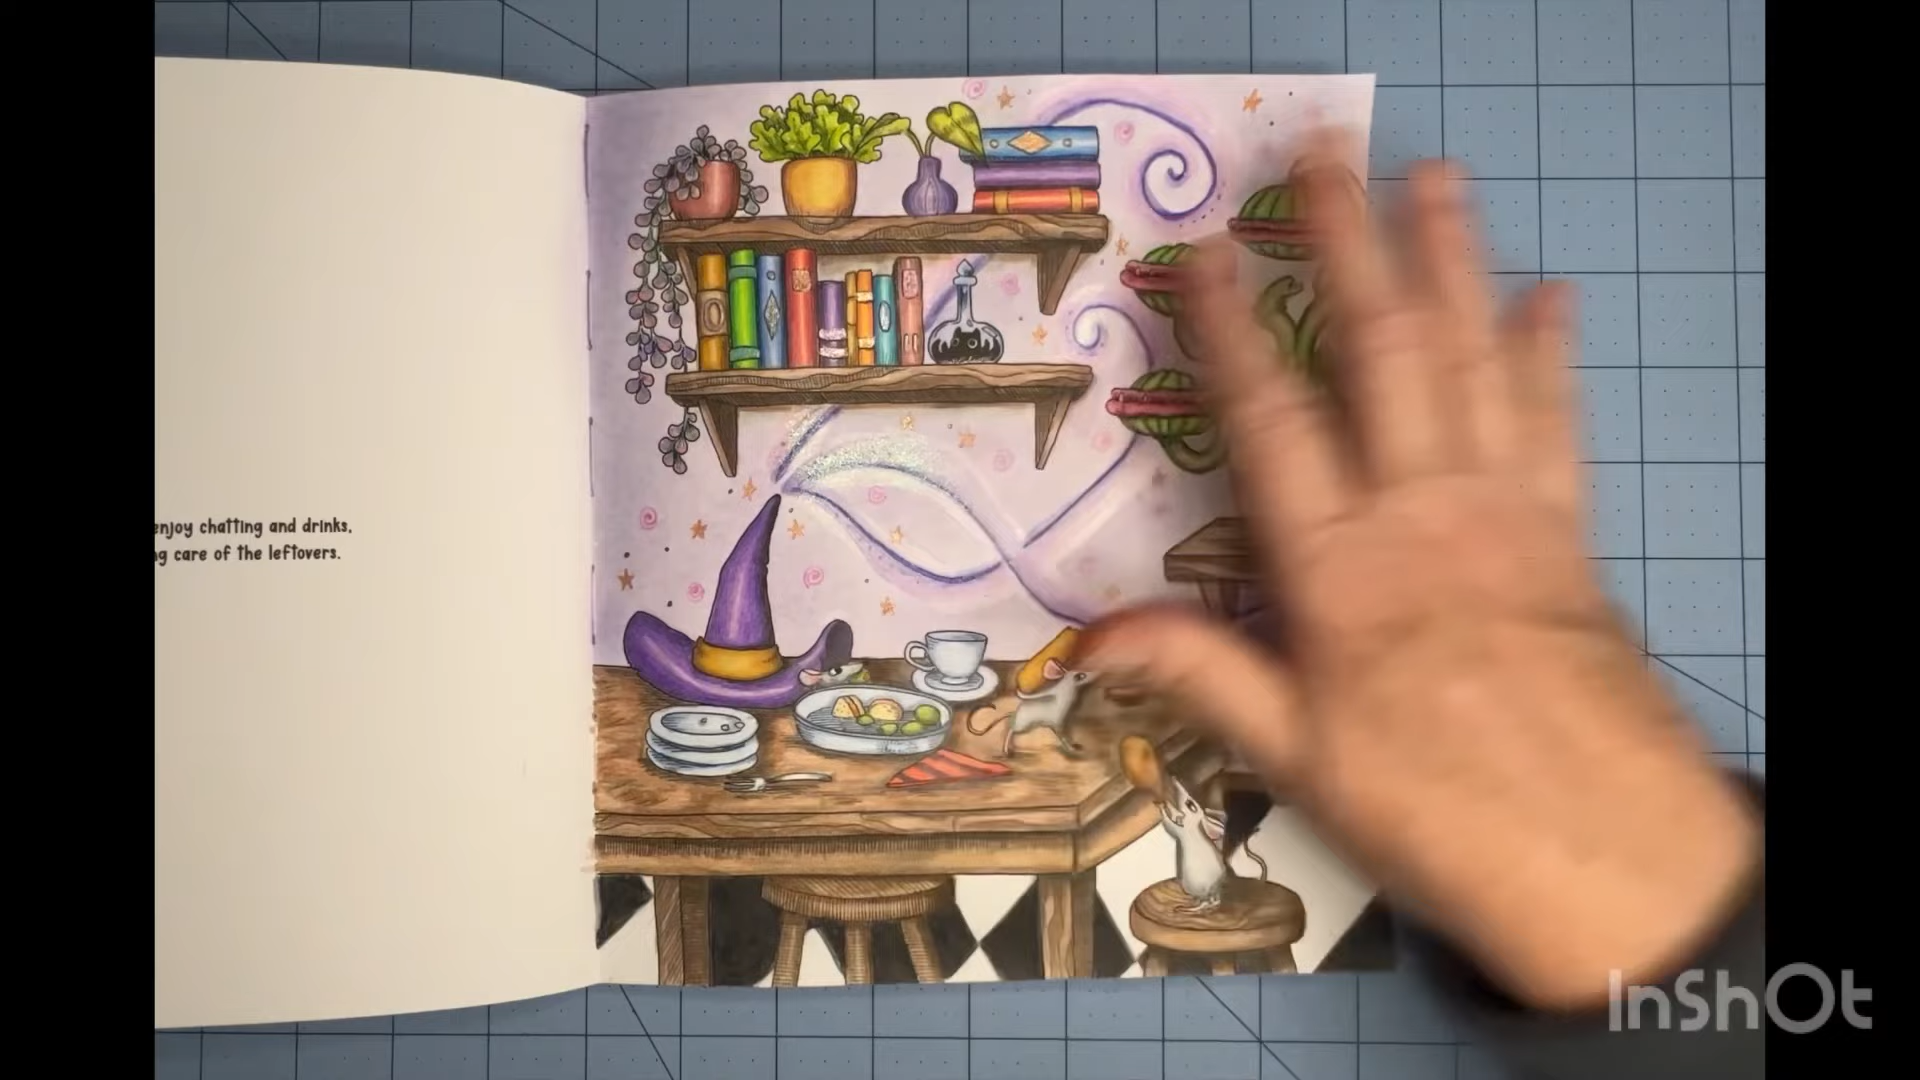 enjoy chatting and drinks,
care of the leftovers.
InShOt